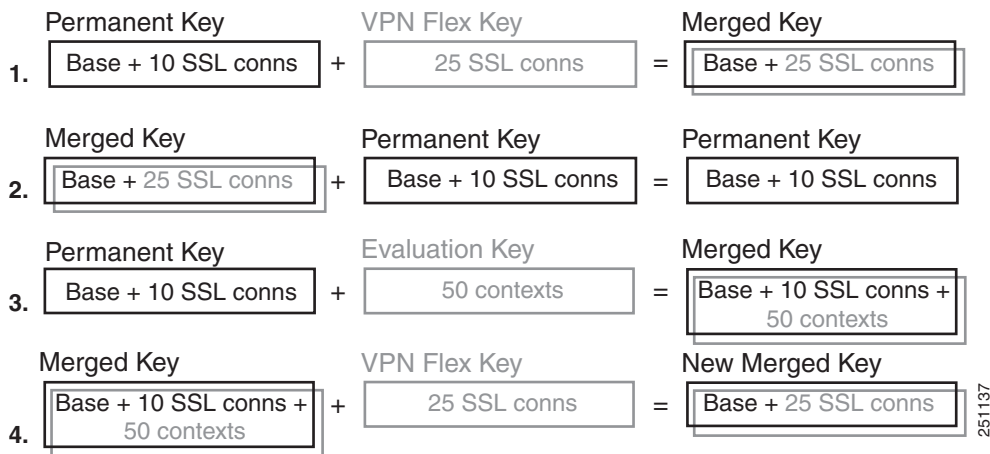 Permanent Key VPN Flex Key Merged Key
1. Base + 10 SSL conns + 25 SSL conns = Base + 25 SSL conns
Merged Key Permanent Key Permanent Key
2. Base + 25 SSL conns + Base + 10 SSL conns = Base + 10 SSL conns
Permanent Key Evaluation Key Merged Key
3. Base + 10 SSL conns + 50 contexts = Base + 10 SSL conns +
50 contexts
Merged Key VPN Flex Key New Merged Key
Base + 10 SSL conns + + 25 SSL conns = Base + 25 SSL conns
4. 50 contexts
251137